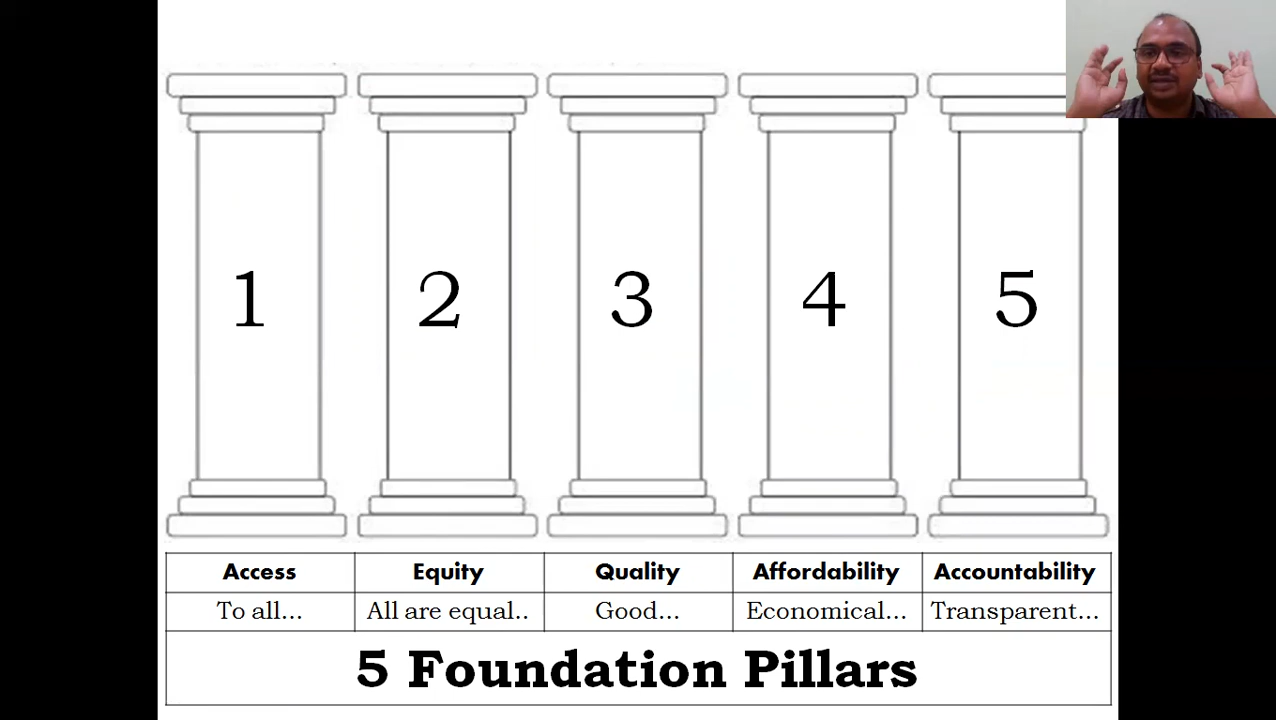 1 2 3 4 5
Access Equity Quality Affordability Accountability
To all... All are equal.. Good... Economical... Transparent...
5 Foundation Pillars